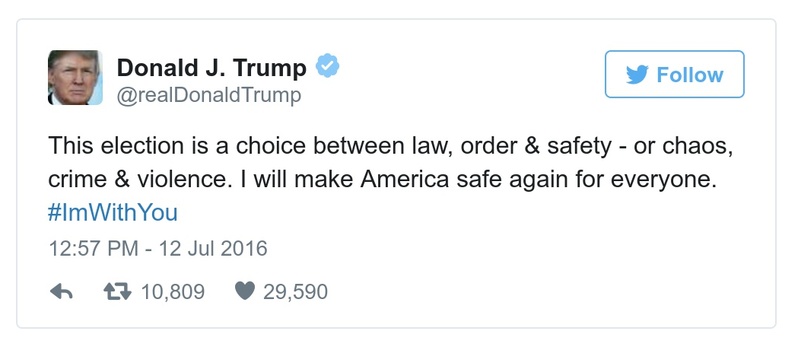 Donald J. Trump
@realDonaldTrump
Follow
This election is a choice between law, order & safety - or chaos,
crime & violence. I will make America safe again for everyone.
#ImWithYou
12:57 PM - 12 Jul 2016
10,809 29,590